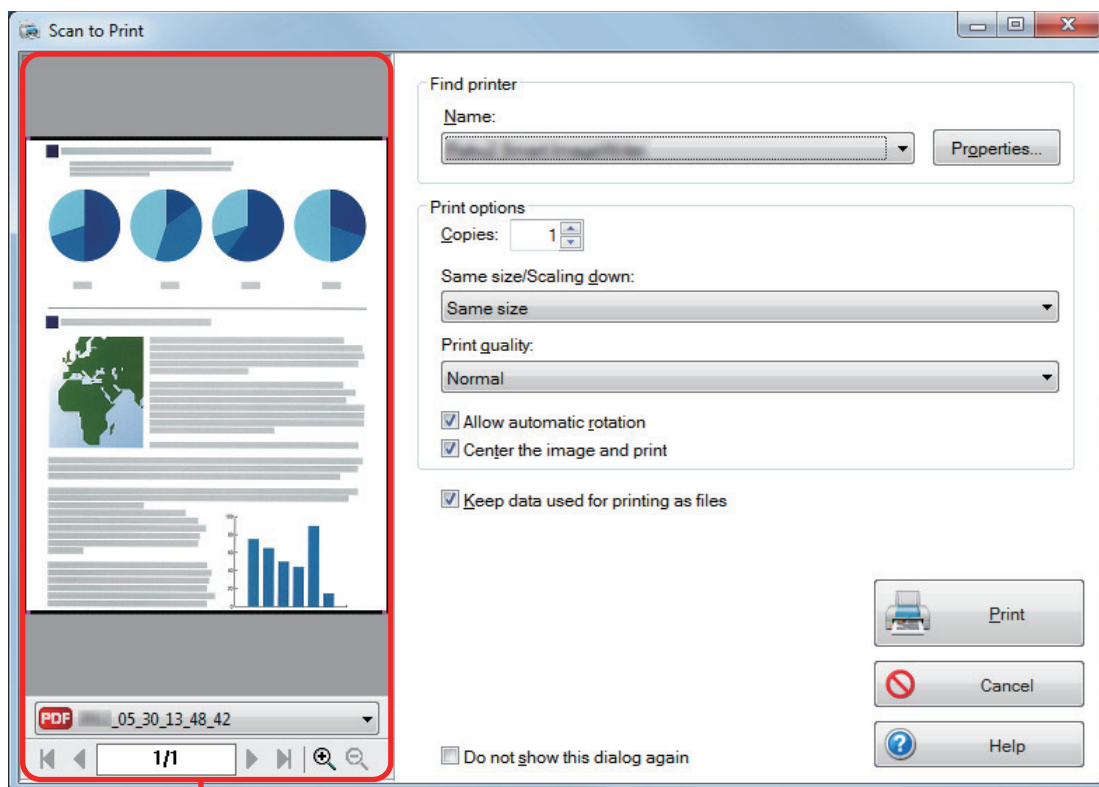 Scan to Print
Find printer
Name:
Properties...
Print options
Copies: 1
Same size/Scaling down:
Same size
Print quality:
Normal
Allow automatic rotation
Center the image and print
Keep data used for printing as files
Print
PDF _05_30_13_48_42
Cancel
1/1
Do not show this dialog again
Help